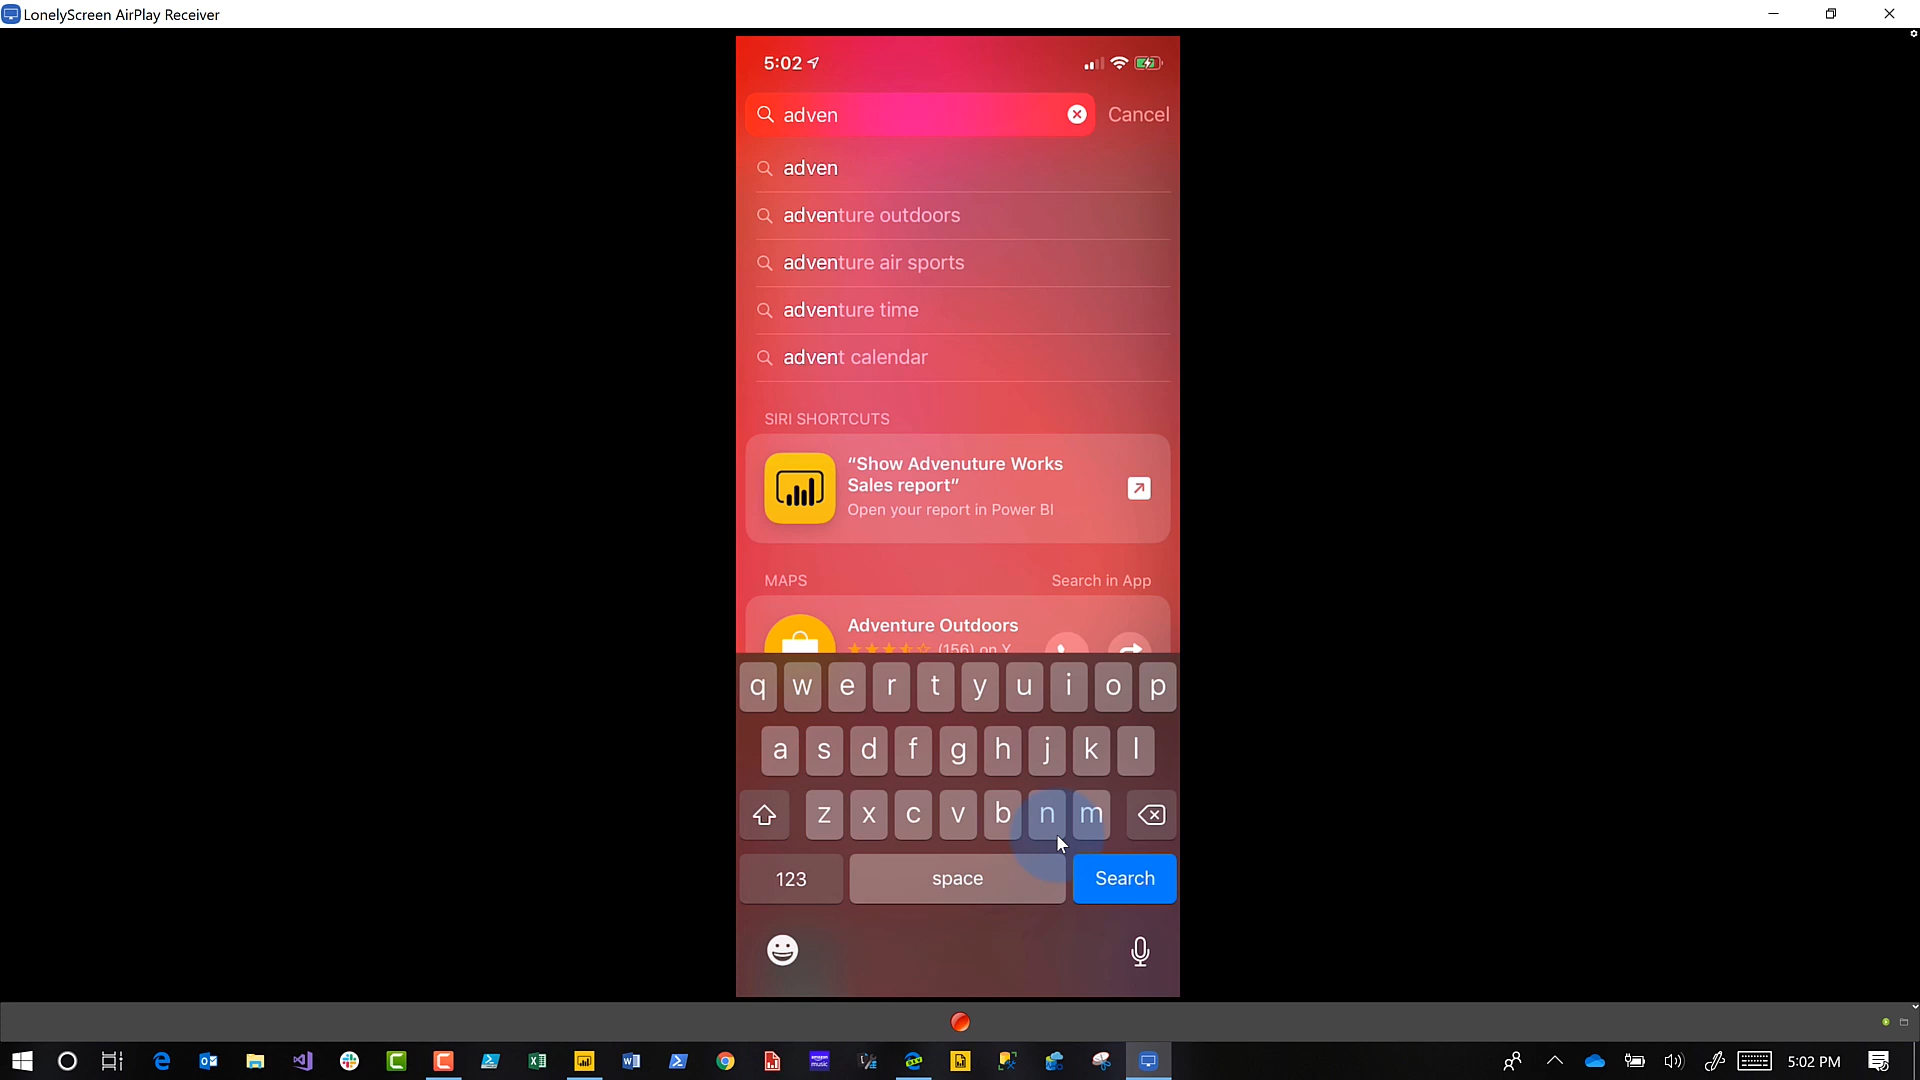 LonelyScreen AirPlay Receiver
5:02
adven
Cancel
adven
adventure outdoors
adventure air sports
adventure time
advent calendar
SIRI SHORTCUTS
"Show Advenuture Works
Sales report"
Open your report in Power BI
MAPS
Search in App
Adventure Outdoors
(156) on Y
q w e r t y u i o p
a s d f g h j k l
z x c v b n m
123
space
Search
5:02 PM